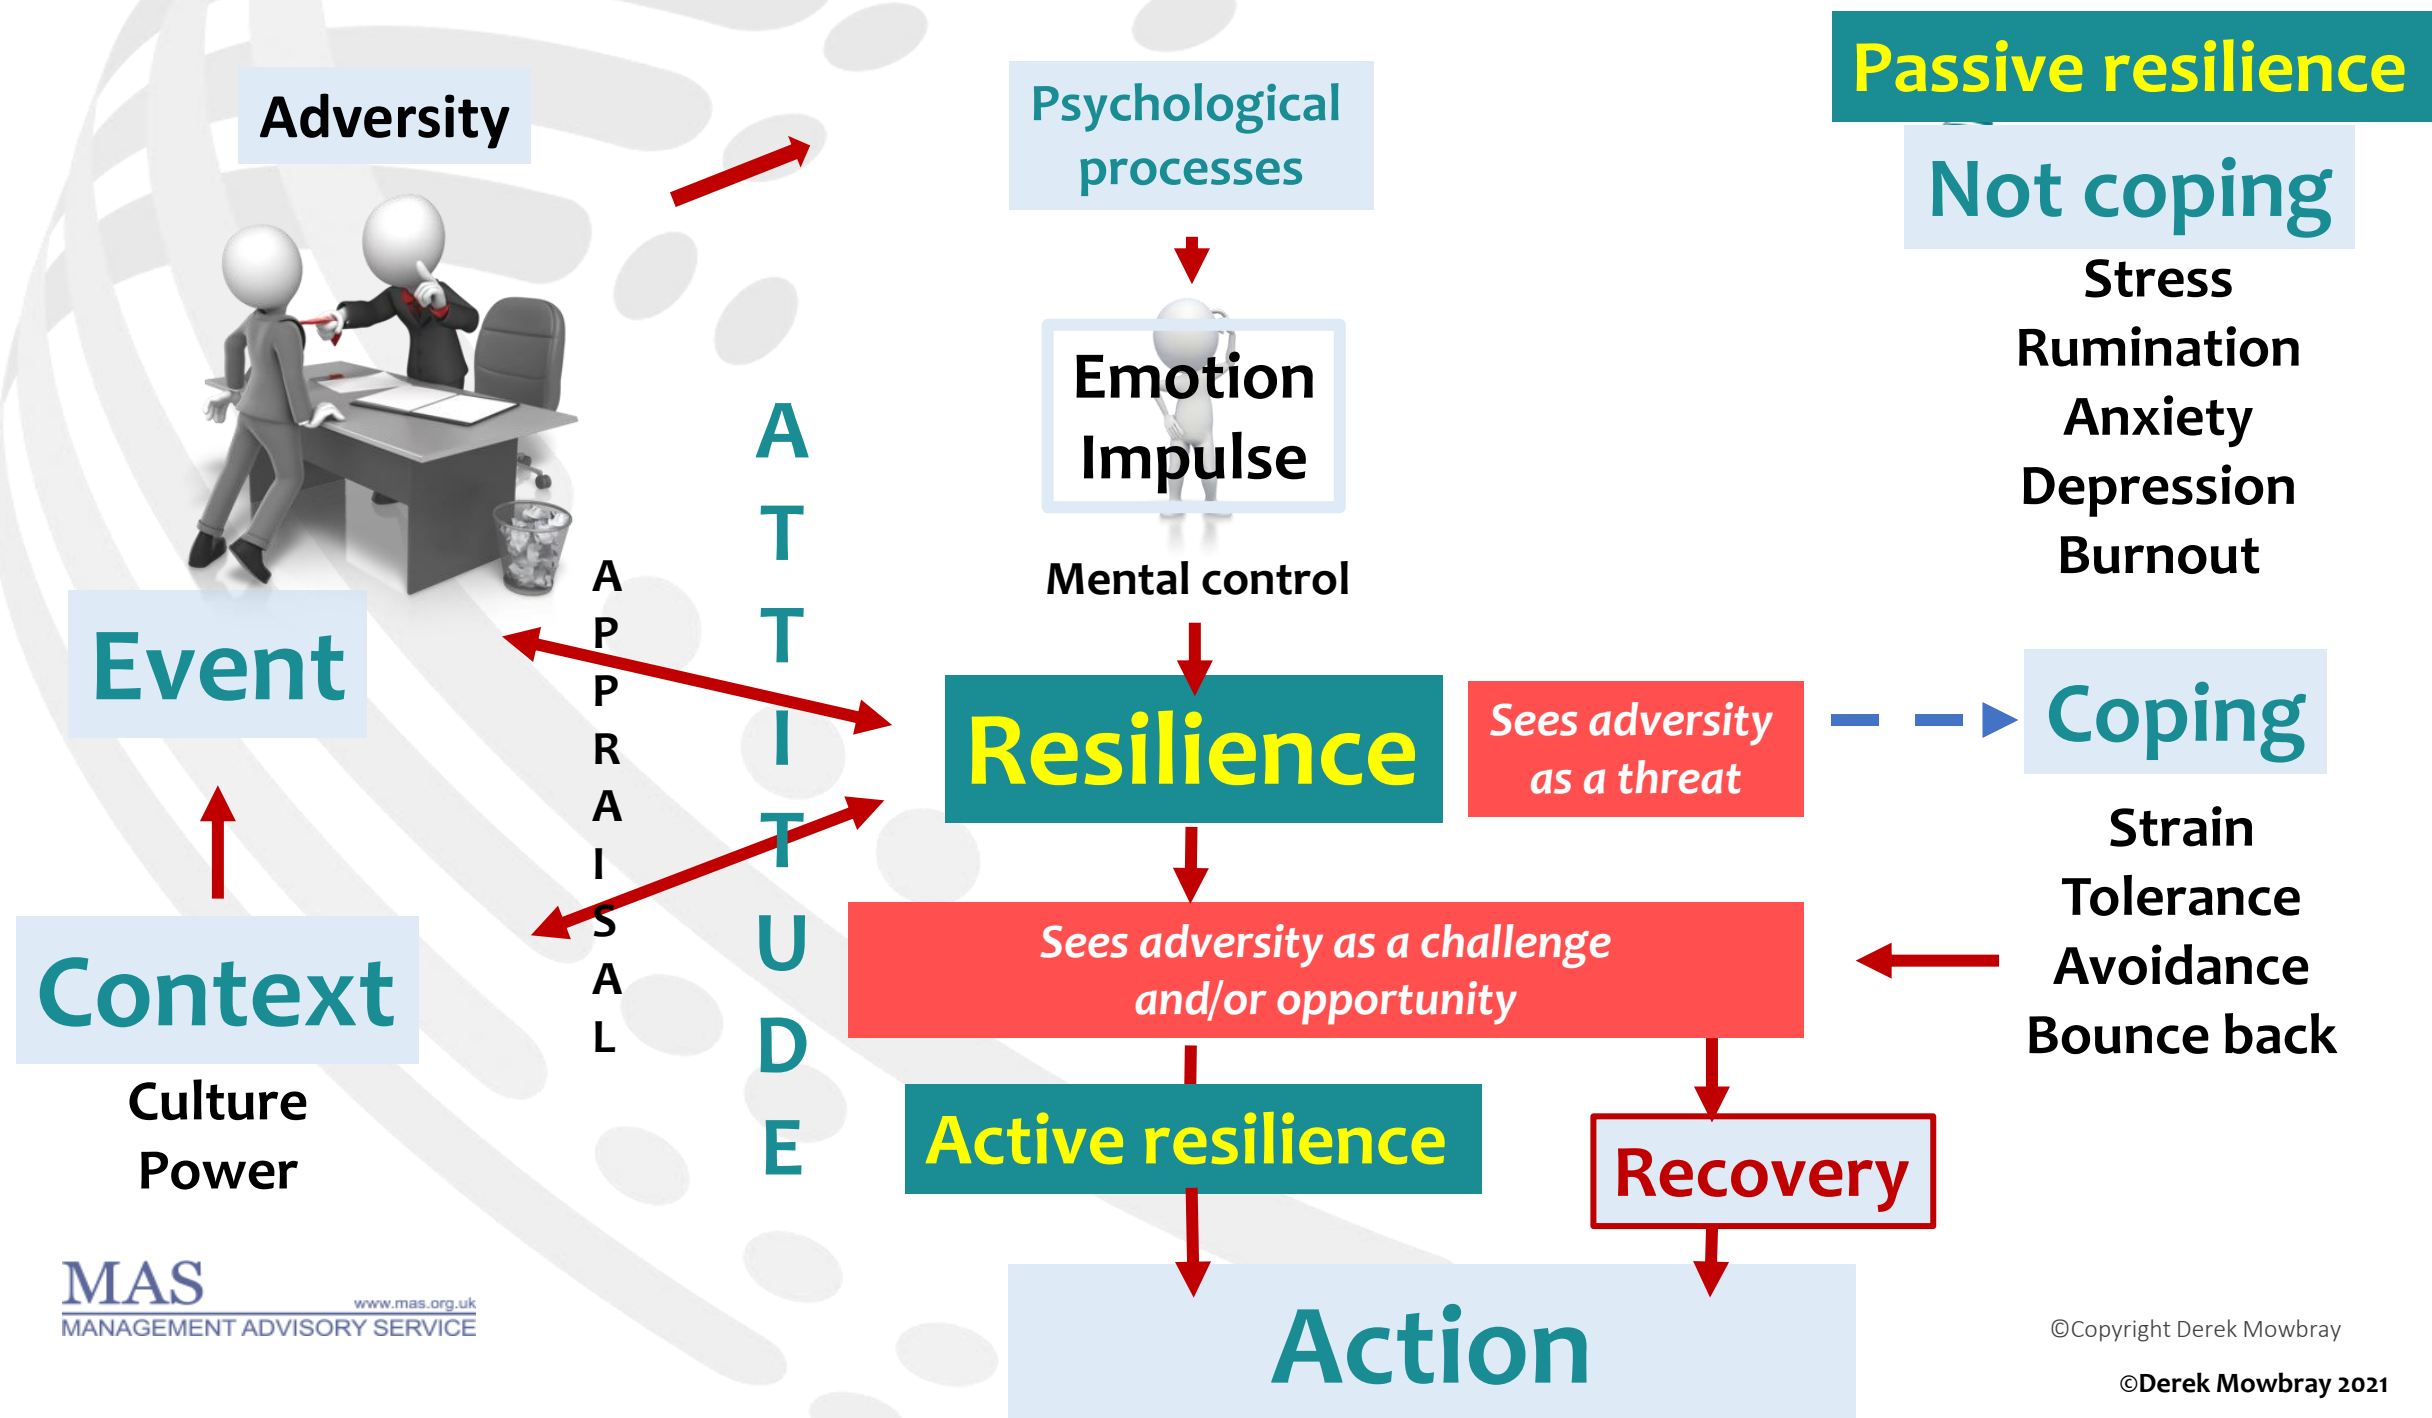 Adversity
Event
Context
Culture
Power
APPRAISAL
ATTITUDE
Psychological
processes
Emotion
Impulse
Mental control
Resilience
Sees adversity
as a threat
Sees adversity as a challenge
and/or opportunity
Active resilience
Recovery
Action
Passive resilience
Not coping
Stress
Rumination
Anxiety
Depression
Burnout
Coping
Strain
Tolerance
Avoidance
Bounce back
MAS
www.mas.org.uk
MANAGEMENT ADVISORY SERVICE
©Copyright Derek Mowbray
©Derek Mowbray 2021